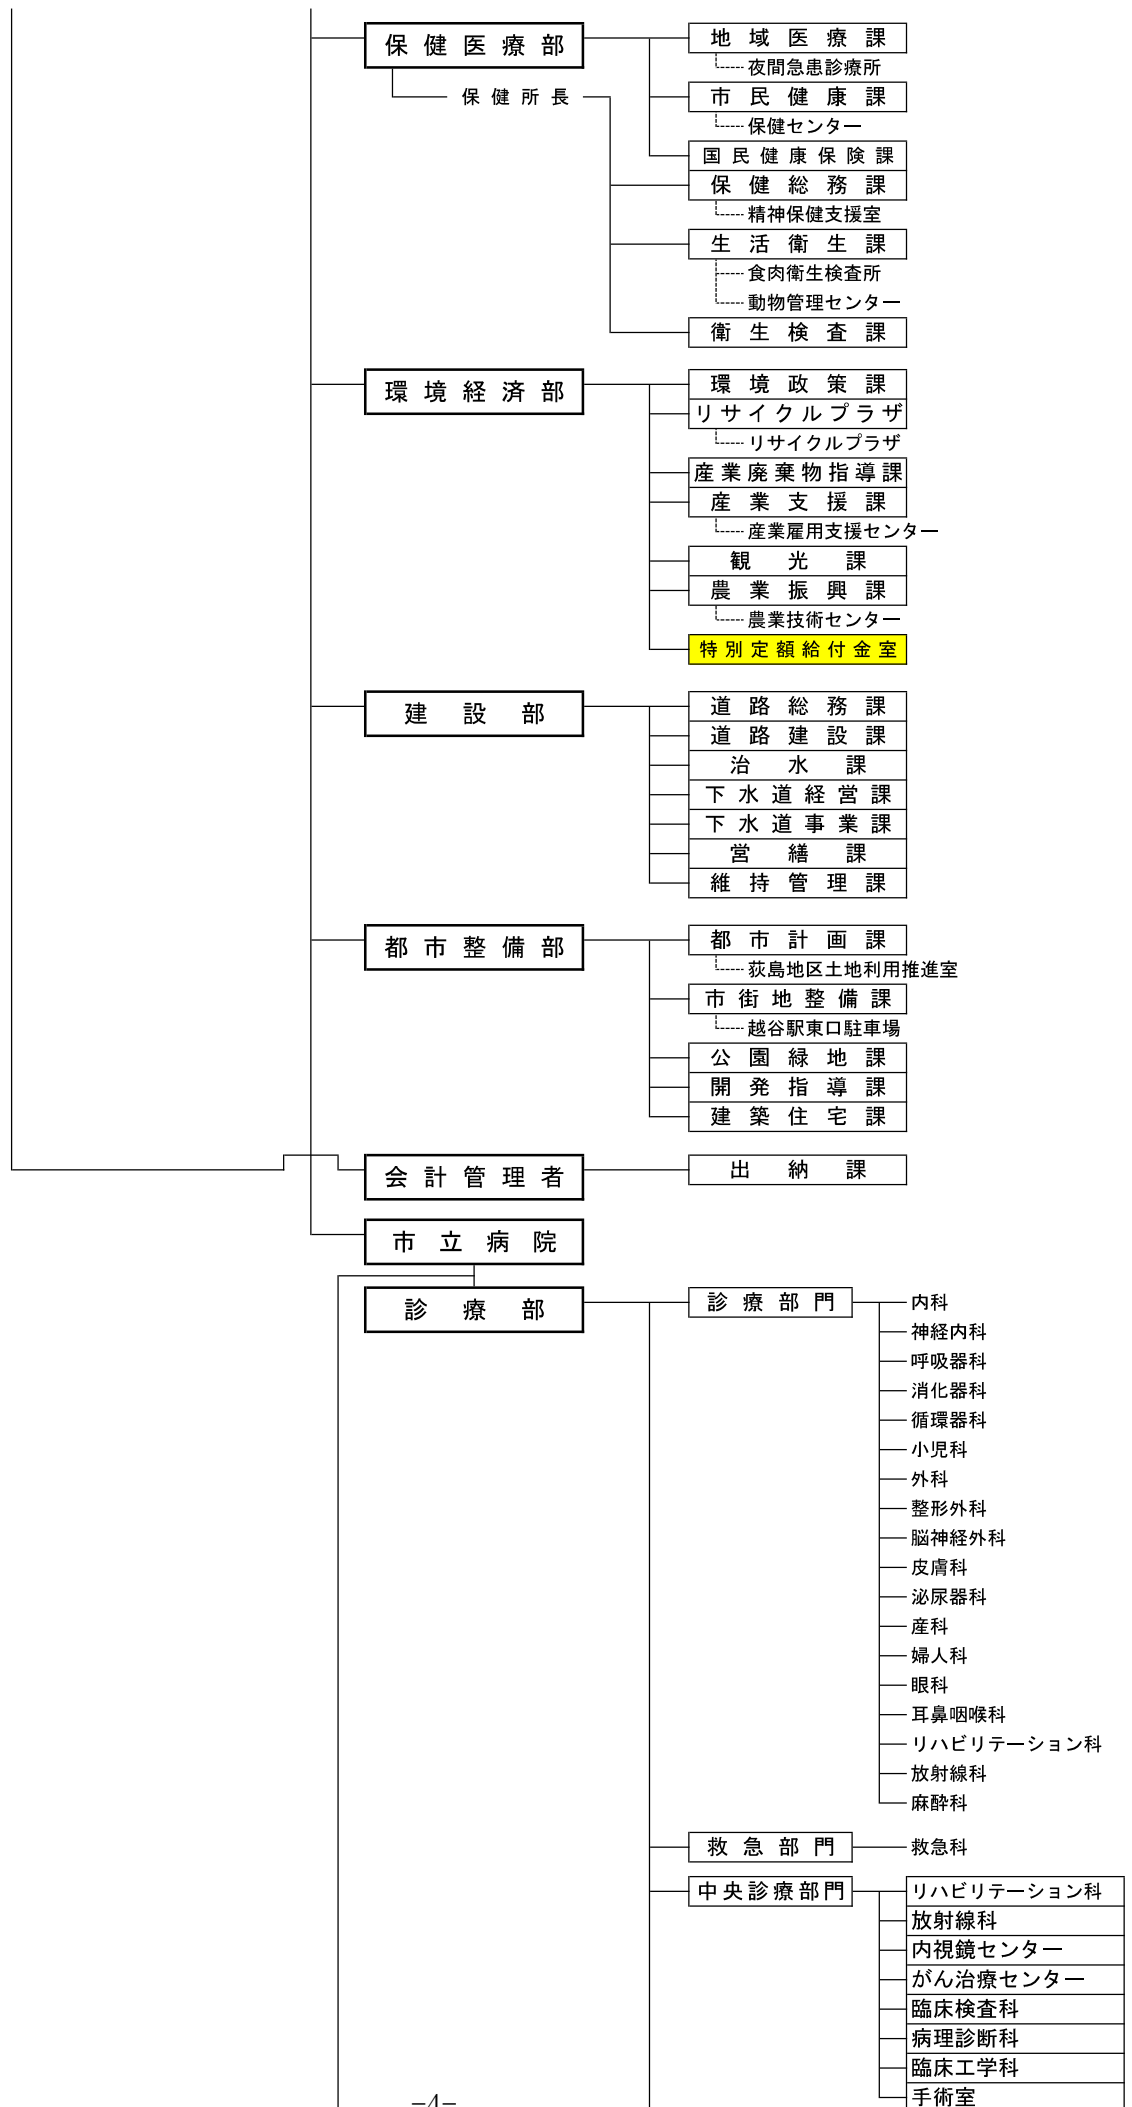 保健医療部
地域医療課
夜間急患診療所
保健所長
市民健康課
保健センター
国民健康保険課
保健総務課
精神保健支援室
生活衛生課
食肉衛生検査所
動物管理センター
衛生検査課
環境経済部
環境政策課
リサイクルプラザ
リサイクルプラザ
産業廃棄物指導課
産業支援課
産業雇用支援センター
観光課
農業振興課
農業技術センター
特別定額給付金室
建設部
道路総務課
道路建設課
治水課
下水道経営課
下水道事業課
営繕課
維持管理課
都市整備部
都市計画課
荻島地区土地利用推進室
市街地整備課
越谷駅東口駐車場
公園緑地課
開発指導課
建築住宅課
会計管理者
出納課
市立病院
診療部
診療部門
内科
神経内科
呼吸器科
消化器科
循環器科
小児科
外科
整形外科
脳神経外科
皮膚科
泌尿器科
産科
婦人科
眼科
耳鼻咽喉科
リハビリテーション科
放射線科
麻酔科
救急部門
救急科
中央診療部門
リハビリテーション科
放射線科
内視鏡センター
がん治療センター
臨床検査科
病理診断科
臨床工学科
手術室
-4-